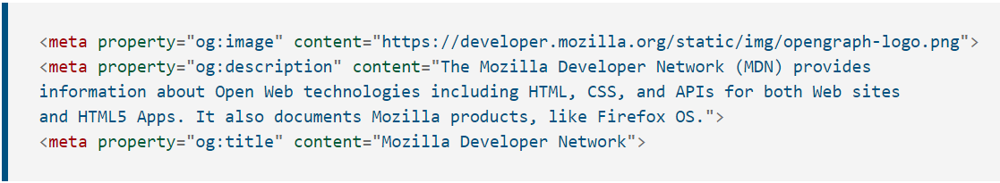 <meta property="og:image" content="https://developer.mozilla.org/static/img/opengraph-logo.png">
<meta property="og:description" content="The Mozilla Developer Network (MDN) provides
information about Open Web technologies including HTML, CSS, and APIs for both Web sites
and HTML5 Apps. It also documents Mozilla products, like Firefox OS.">
<meta property="og:title" content="Mozilla Developer Network">